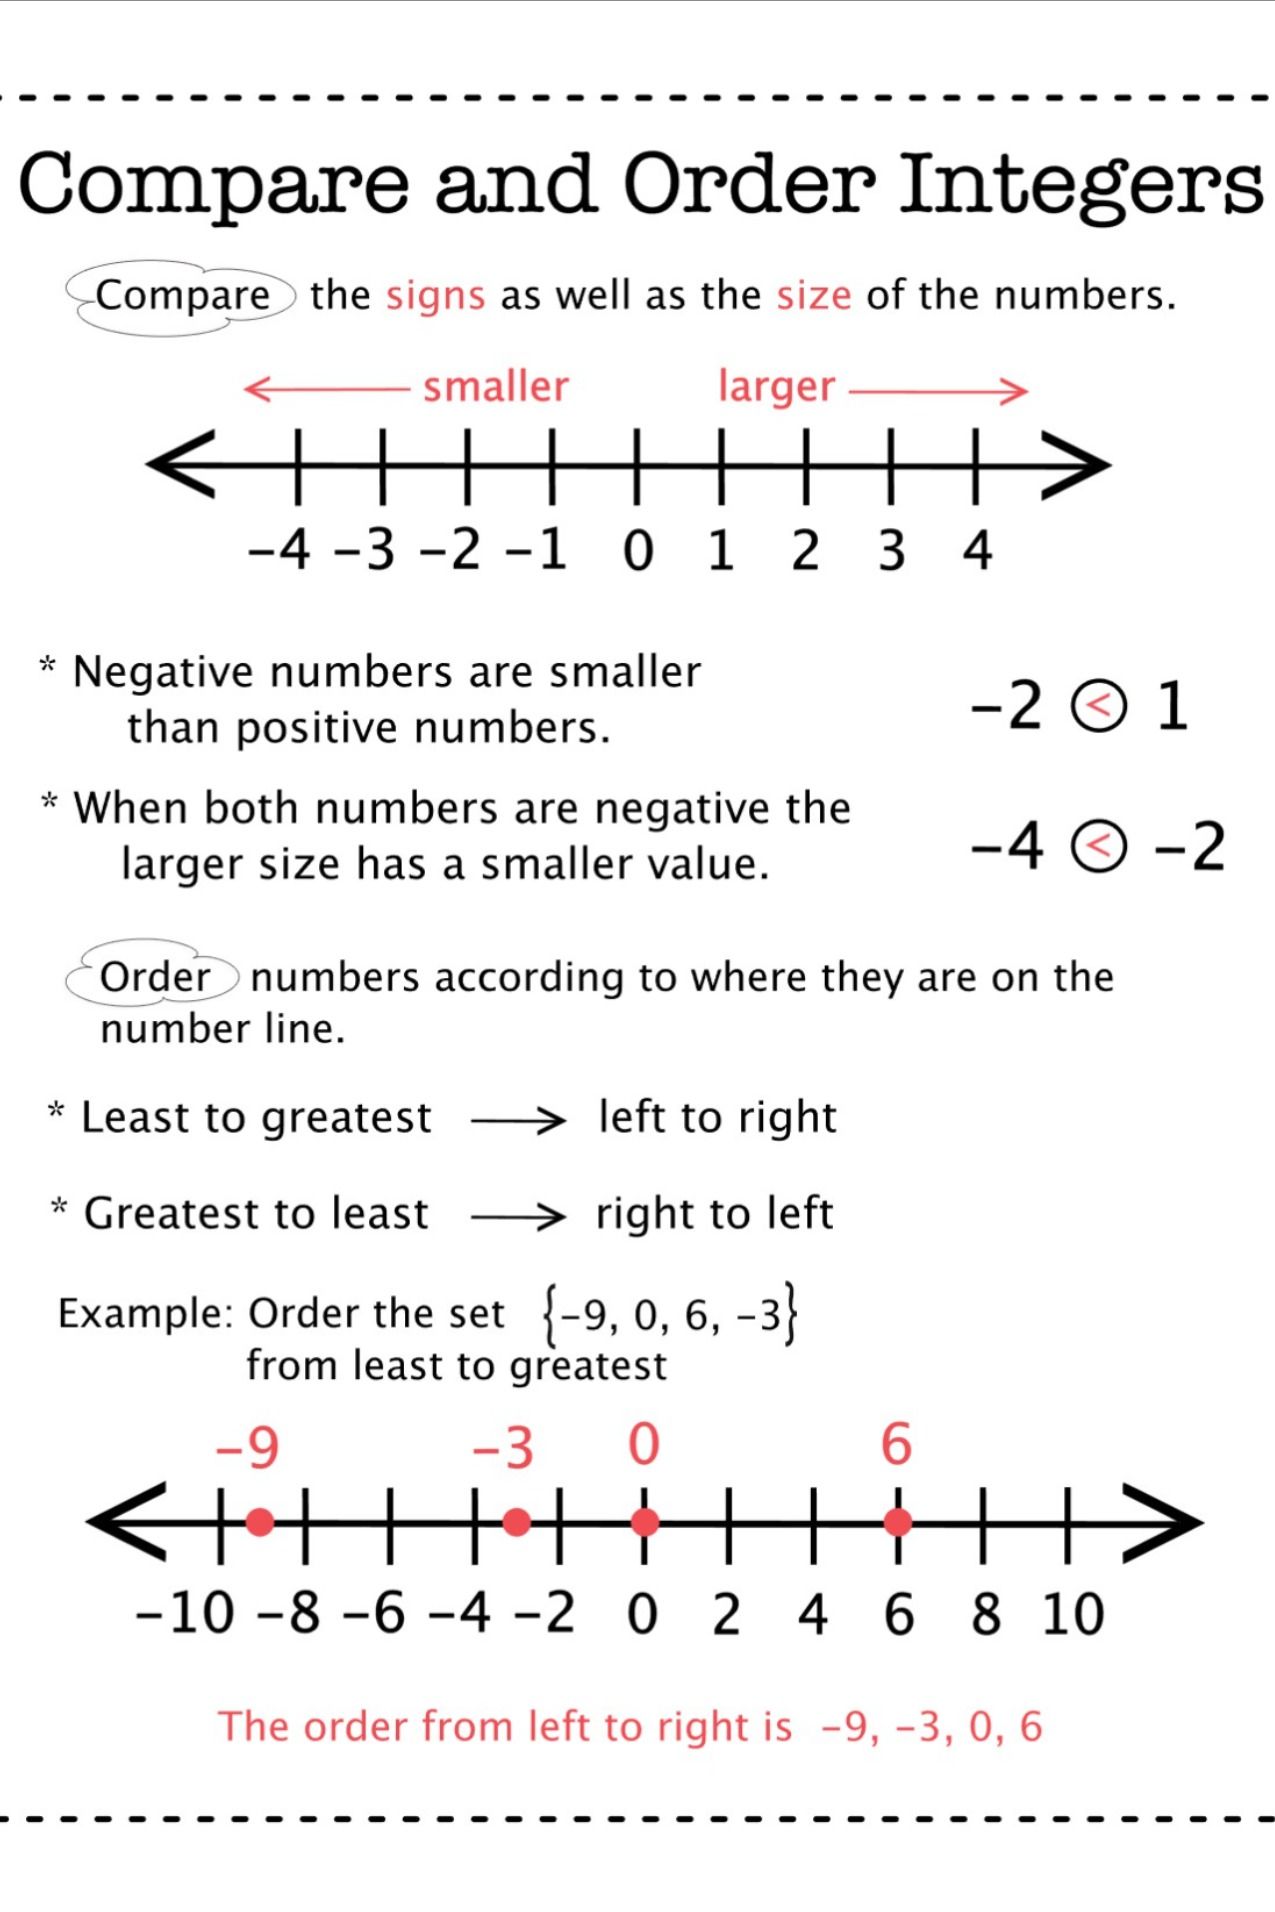 Compare and Order Integers
Compare the signs as well as the size of the numbers.
smaller larger
-4 -3 -2 -1 0 1 2 3 4
* Negative numbers are smaller
than positive numbers.
-2 < 1
* When both numbers are negative the
larger size has a smaller value.
-4 < -2
Order numbers according to where they are on the
number line.
* Least to greatest → left to right
* Greatest to least → right to left
Example: Order the set {-9, 0, 6, -3}
from least to greatest
-9 -3 0 6
-10 -8 -6 -4 -2 0 2 4 6 8 10
The order from left to right is -9, -3, 0, 6